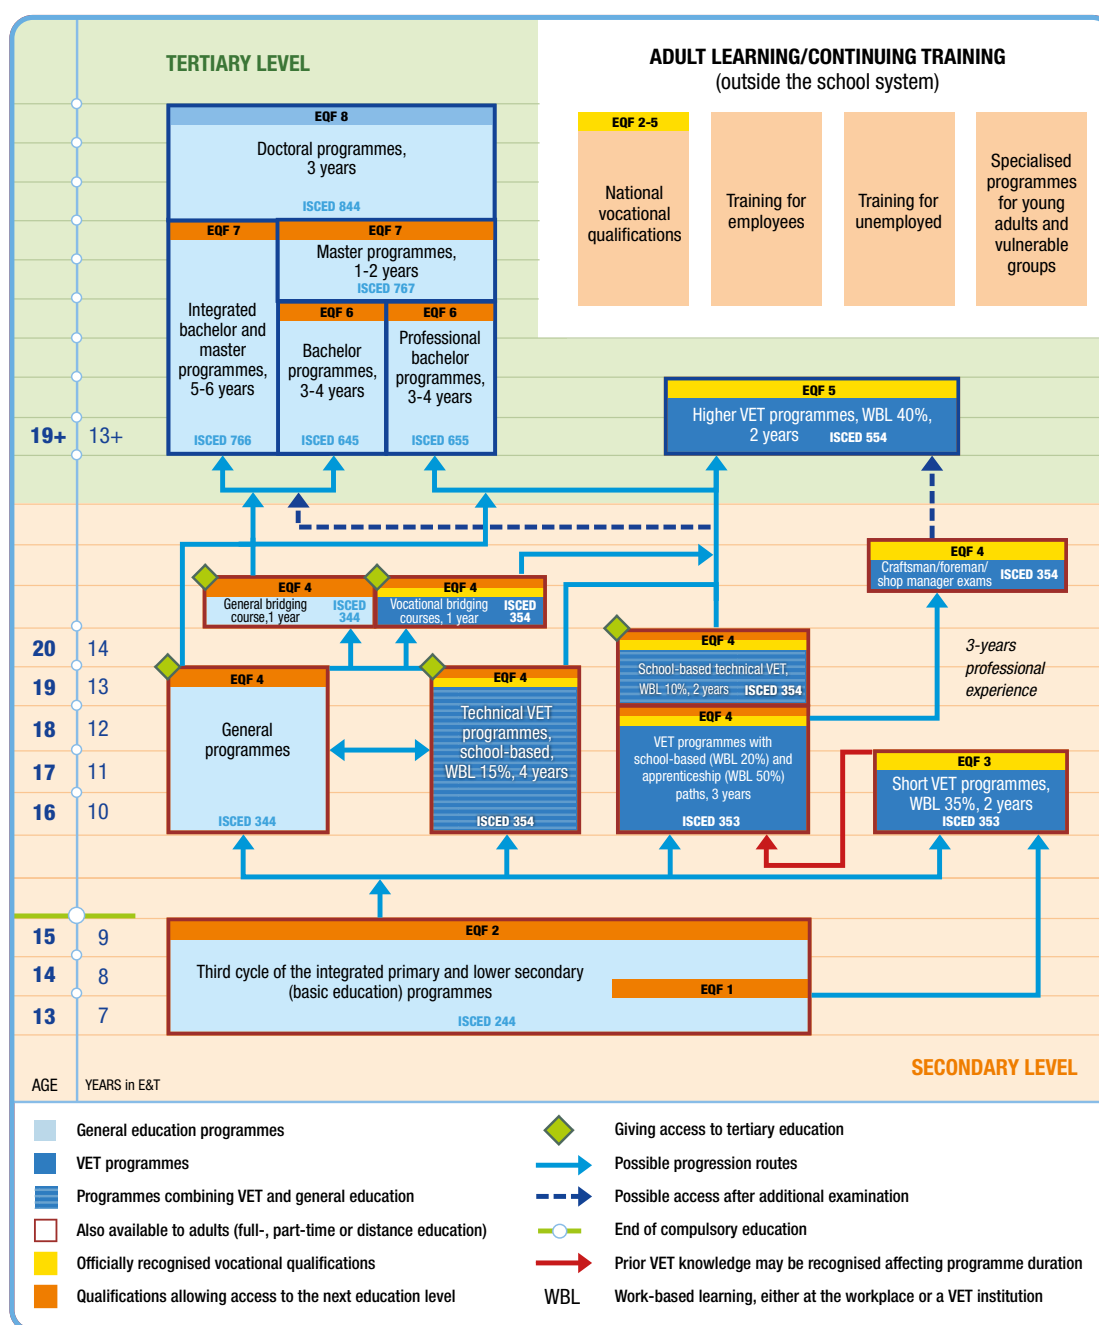 TERTIARY LEVEL
ADULT LEARNING/CONTINUING TRAINING
(outside the school system)
EQF 2-5
National
vocational
qualifications
Training for
employees
Training for
unemployed
Specialised
programmes
for young
adults and
vulnerable
groups
EQF 8
Doctoral programmes,
3 years
ISCED 844
EQF 7
Integrated
bachelor and
master
programmes,
5-6 years
ISCED 766
EQF 7
Master programmes,
1-2 years
ISCED 767
EQF 6
Bachelor
programmes,
3-4 years
ISCED 645
EQF 6
Professional
bachelor
programmes,
3-4 years
ISCED 655
EQF 5
Higher VET programmes, WBL 40%,
2 years ISCED 554
19+ 13+
EQF 4
Craftsman/foreman/
shop manager exams ISCED 354
EQF 4
General bridging
course,1 year
ISCED
344
EQF 4
Vocational bridging
courses, 1 year
ISCED
354
20 14
19 13
18 12
17 11
16 10
3-years
professional
experience
EQF 4
General
programmes
ISCED 344
EQF 4
Technical VET
programmes,
school-based,
WBL 15%, 4 years
ISCED 354
EQF 4
School-based technical VET,
WBL 10%, 2 years ISCED 354
EQF 4
VET programmes with
school-based (WBL 20%) and
apprenticeship (WBL 50%)
paths, 3 years
ISCED 353
EQF 3
Short VET programmes,
WBL 35%, 2 years
ISCED 353
15 9
14 8
13 7
EQF 2
Third cycle of the integrated primary and lower secondary
(basic education) programmes
EQF 1
ISCED 244
SECONDARY LEVEL
AGE YEARS in E&T
General education programmes
VET programmes
Programmes combining VET and general education
Also available to adults (full-, part-time or distance education)
Officially recognised vocational qualifications
Qualifications allowing access to the next education level
Giving access to tertiary education
Possible progression routes
Possible access after additional examination
End of compulsory education
Prior VET knowledge may be recognised affecting programme duration
WBL Work-based learning, either at the workplace or a VET institution